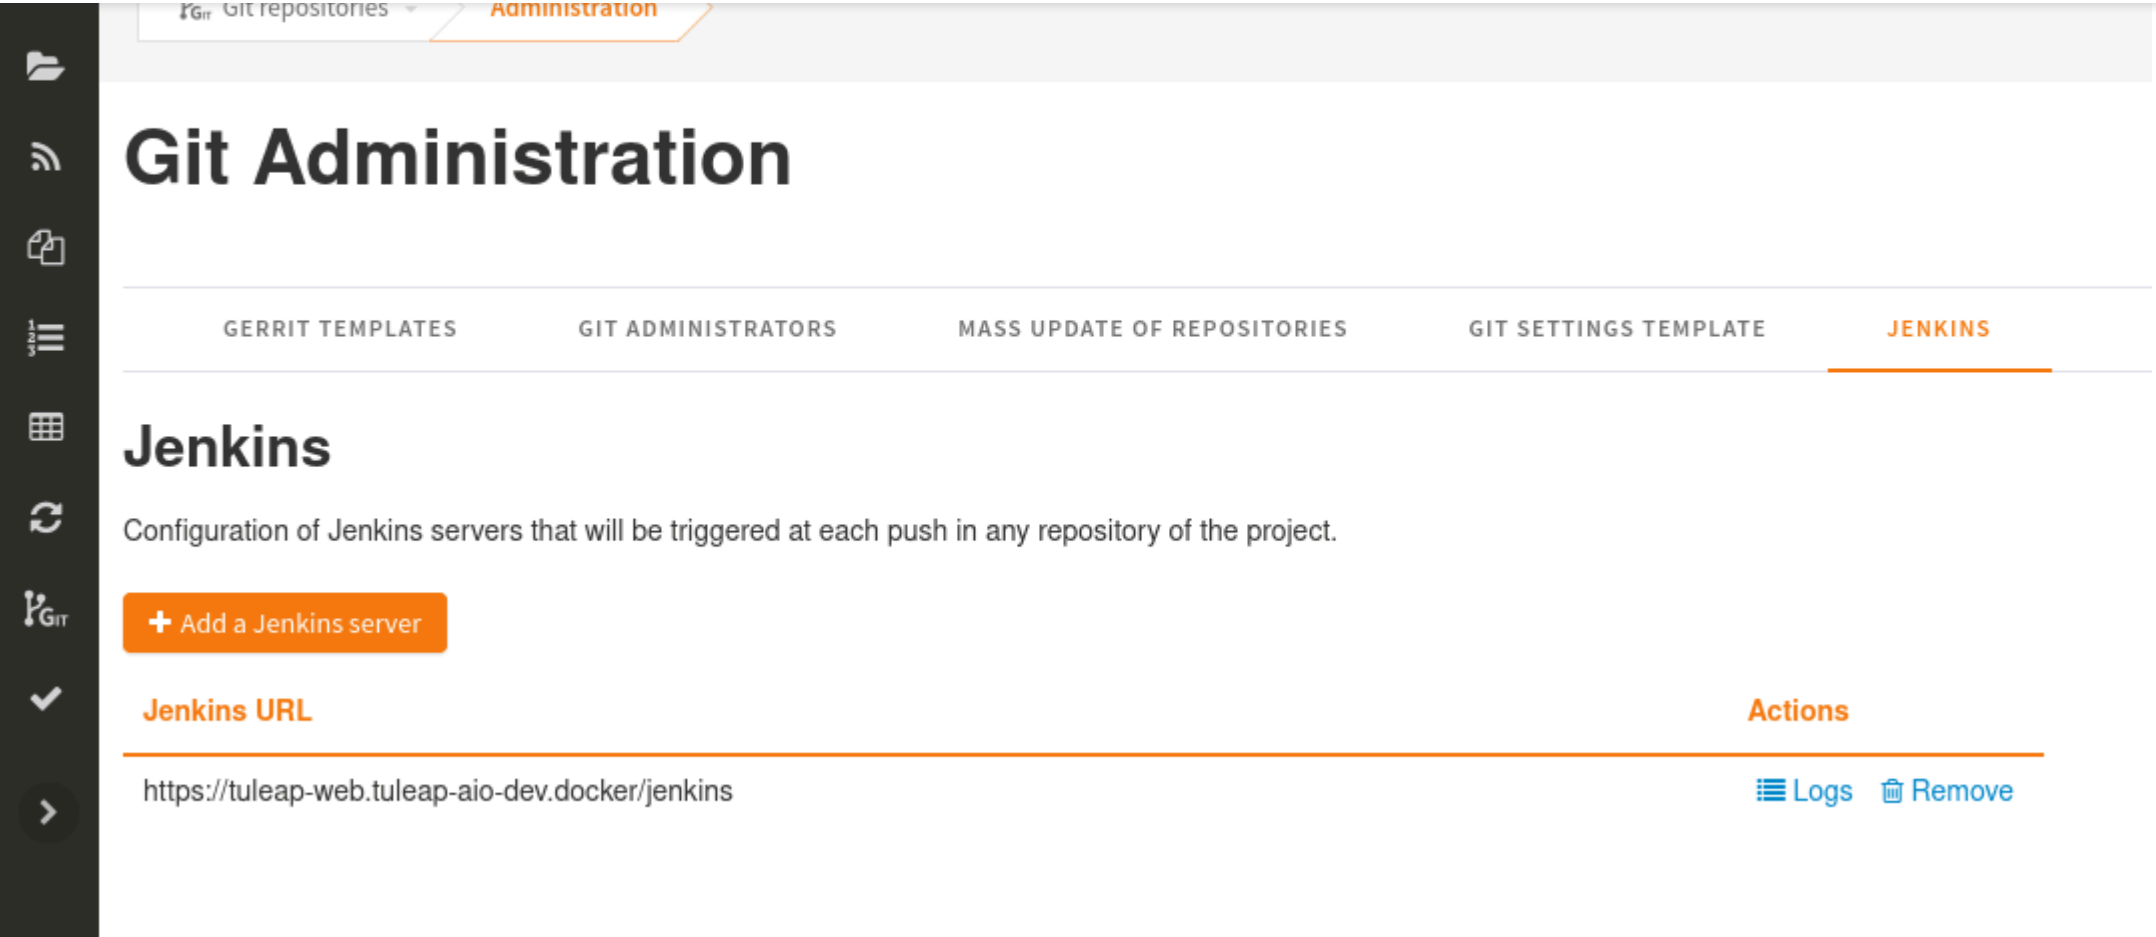 GIT Git repositories Administration
Git Administration
GERRIT TEMPLATES GIT ADMINISTRATORS MASS UPDATE OF REPOSITORIES GIT SETTINGS TEMPLATE JENKINS
Jenkins
Configuration of Jenkins servers that will be triggered at each push in any repository of the project.
GIT
Add a Jenkins server
Jenkins URL Actions
https://tuleap-web.tuleap-aio-dev.docker/jenkins Logs Remove